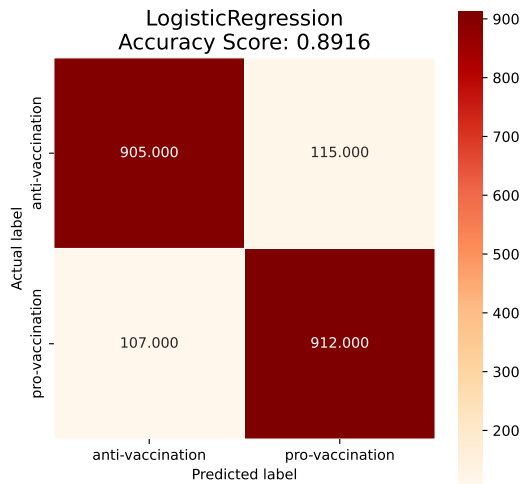 LogisticRegression
Accuracy Score: 0.8916
900
800
700
600
500
400
300
200
Actual label
anti-vaccination
pro-vaccination
905.000 115.000
107.000 912.000
anti-vaccination pro-vaccination
Predicted label